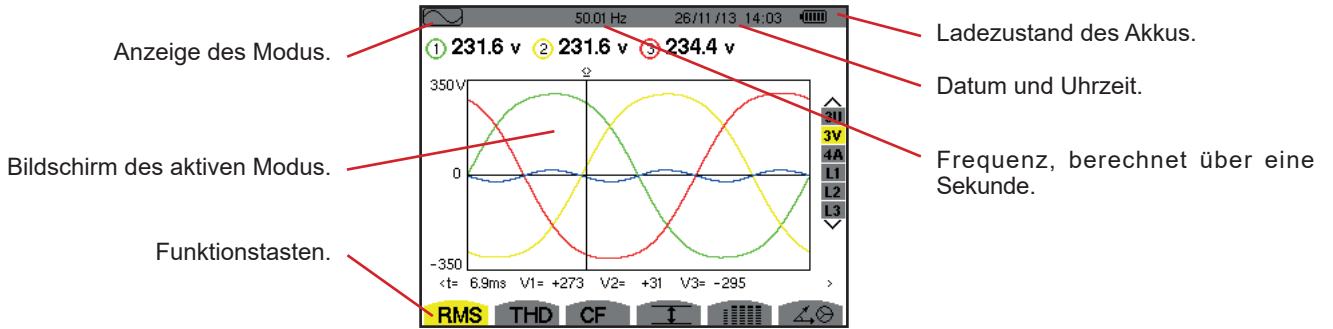 50.01 Hz 26/11/13 14:03
Anzeige des Modus.
Ladezustand des Akkus.
1 231.6 v 2 231.6 v 3 234.4 v
Datum und Uhrzeit.
350V
3U
3V
4A
L1
L2
L3
Bildschirm des aktiven Modus.
Frequenz, berechnet über eine
Sekunde.
0
Funktionstasten.
-350
<t= 6.9ms V1= +273 V2= +31 V3= -295 >
RMS THD CF